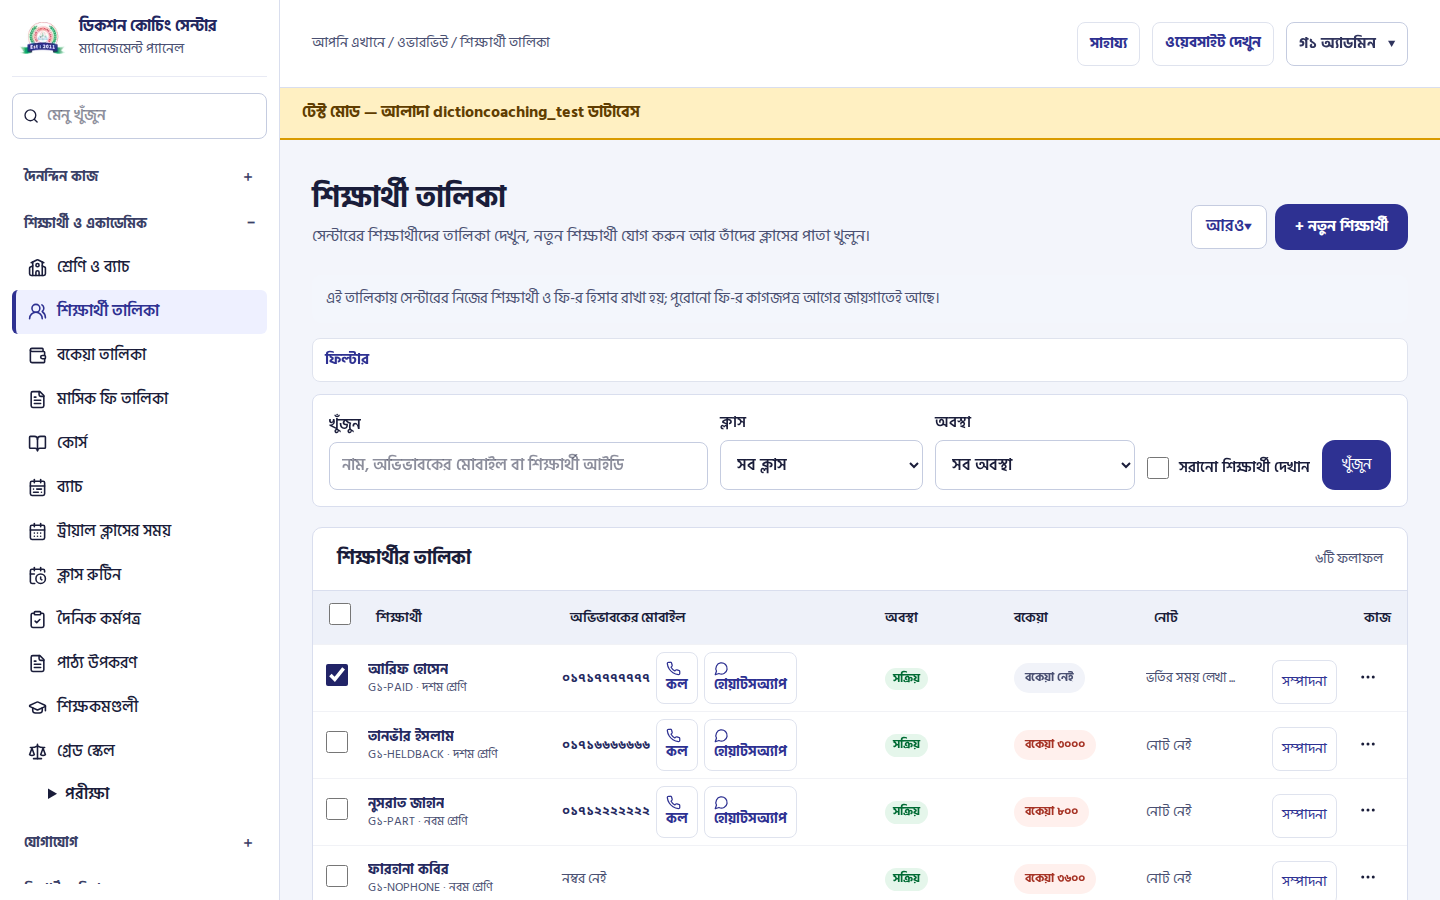 ডিকশন কোচিং সেন্টার
ম্যানেজমেন্ট প্যানেল
Est : 2011
মেনু খুঁজুন
দৈনন্দিন কাজ +
শিক্ষার্থী ও একাডেমিক −
শ্রেণি ও ব্যাচ
শিক্ষার্থী তালিকা
বকেয়া তালিকা
মাসিক ফি তালিকা
কোর্স
ব্যাচ
ট্রায়াল ক্লাসের সময়
ক্লাস রুটিন
দৈনিক কর্মপত্র
পাঠ্য উপকরণ
শিক্ষকমণ্ডলী
গ্রেড স্কেল
▶ পরীক্ষা
যোগাযোগ +
আপনি এখানে / ওভারভিউ / শিক্ষার্থী তালিকা
সাহায্য
ওয়েবসাইট দেখুন
গ১ অ্যাডমিন ▾
টেস্ট মোড — আলাদা dictioncoaching_test ডাটাবেস
শিক্ষার্থী তালিকা
সেন্টারের শিক্ষার্থীদের তালিকা দেখুন, নতুন শিক্ষার্থী যোগ করুন আর তাঁদের ক্লাসের পাতা খুলুন।
আরও▾
+ নতুন শিক্ষার্থী
এই তালিকায় সেন্টারের নিজের শিক্ষার্থী ও ফি-র হিসাব রাখা হয়; পুরোনো ফি-র কাগজপত্র আগের জায়গাতেই আছে।
ফিল্টার
খুঁজুন ক্লাস অবস্থা
নাম, অভিভাবকের মোবাইল বা শিক্ষার্থী আইডি সব ক্লাস সব অবস্থা সরানো শিক্ষার্থী দেখান খুঁজুন
শিক্ষার্থীর তালিকা ৬টি ফলাফল
শিক্ষার্থী অভিভাবকের মোবাইল অবস্থা বকেয়া নোট কাজ
আরিফ হোসেন
G১-PAID · দশম শ্রেণি
০১৭১৭৭৭৭৭৭৭ কল হোয়াটসঅ্যাপ সক্রিয় বকেয়া নেই ভর্তির সময় লেখা ... সম্পাদনা ···
তানভীর ইসলাম
G১-HELDBACK · দশম শ্রেণি
০১৭১৬৬৬৬৬৬৬ কল হোয়াটসঅ্যাপ সক্রিয় বকেয়া ৩০০০ নোট নেই সম্পাদনা ···
নুসরাত জাহান
G১-PART · নবম শ্রেণি
০১৭১২২২২২২২ কল হোয়াটসঅ্যাপ সক্রিয় বকেয়া ৮০০ নোট নেই সম্পাদনা ···
ফারহানা কবির
G১-NOPHONE · নবম শ্রেণি
নম্বর নেই সক্রিয় বকেয়া ৩৬০০ নোট নেই সম্পাদনা ···